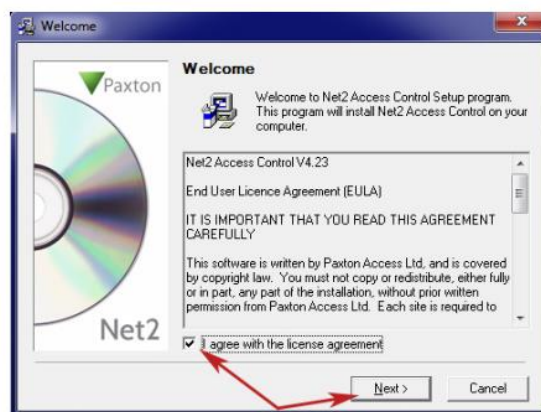 Welcome
Paxton
Welcome
Welcome to Net2 Access Control Setup program.
This program will install Net2 Access Control on your
computer.
Net2 Access Control V4.23
End User Licence Agreement (EULA)
IT IS IMPORTANT THAT YOU READ THIS AGREEMENT
CAREFULLY
This software is written by Paxton Access Ltd, and is covered
by copyright law. You must not copy or redistribute, either fully
or in part, any part of the installation, without prior written
permission from Paxton Access Ltd. Each site is required to
Net2
I agree with the license agreement
Next >
Cancel